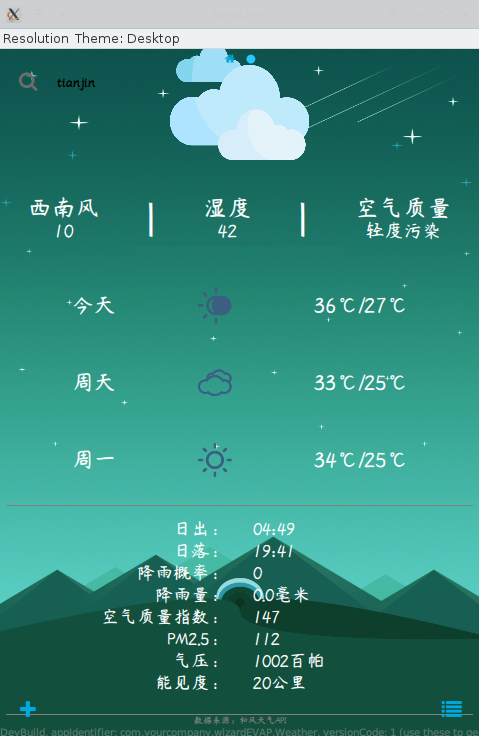 Resolution Theme: Desktop
tianjin
西南风 | 湿度 | 空气质量
10 42 轻度污染
今天 36℃/27℃
周天 33℃/25℃
周一 34℃/25℃
日出： 04:49
日落： 19:41
降雨概率： 0
降雨量： 0.0毫米
空气质量指数： 147
PM2.5： 112
气压： 1002百帕
能见度： 20公里
数据来源：和风天气API
DevBuild, appIdentifier: com.yourcompany.wizardEVAP.Weather, versionCode: 1 (use these to ge